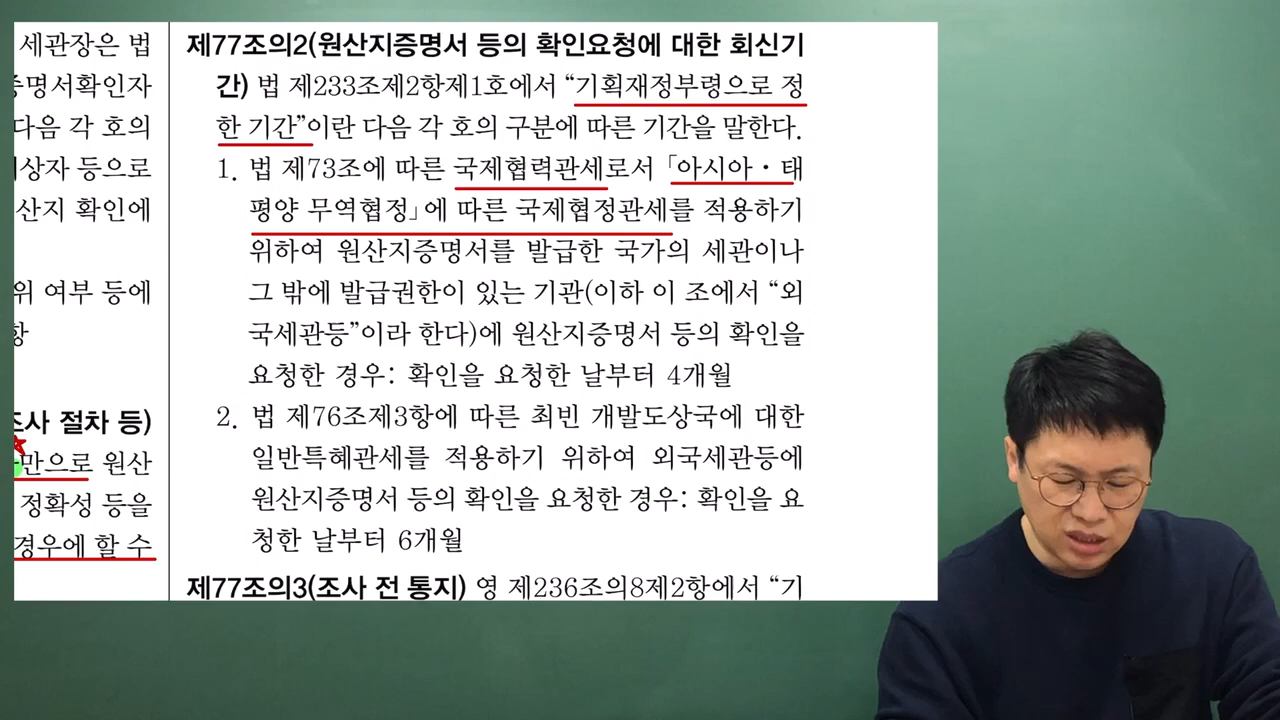 세관장은 법
명서확인자
다음 각 호의
상자 등으로
산지 확인에
위 여부 등에
항
조사 절차 등)
만으로 원산
정확성 등을
경우에 할 수
제77조의2(원산지증명서 등의 확인요청에 대한 회신기
간) 법 제233조제2항제1호에서 “기획재정부령으로 정
한 기간”이란 다음 각 호의 구분에 따른 기간을 말한다.
1. 법 제73조에 따른 국제협력관세로서 「아시아·태
평양 무역협정」에 따른 국제협정관세를 적용하기
위하여 원산지증명서를 발급한 국가의 세관이나
그 밖에 발급권한이 있는 기관(이하 이 조에서 “외
국세관등”이라 한다)에 원산지증명서 등의 확인을
요청한 경우: 확인을 요청한 날부터 4개월
2. 법 제76조제3항에 따른 최빈 개발도상국에 대한
일반특혜관세를 적용하기 위하여 외국세관등에
원산지증명서 등의 확인을 요청한 경우: 확인을 요
청한 날부터 6개월
제77조의3(조사 전 통지) 영 제236조의8제2항에서 “기